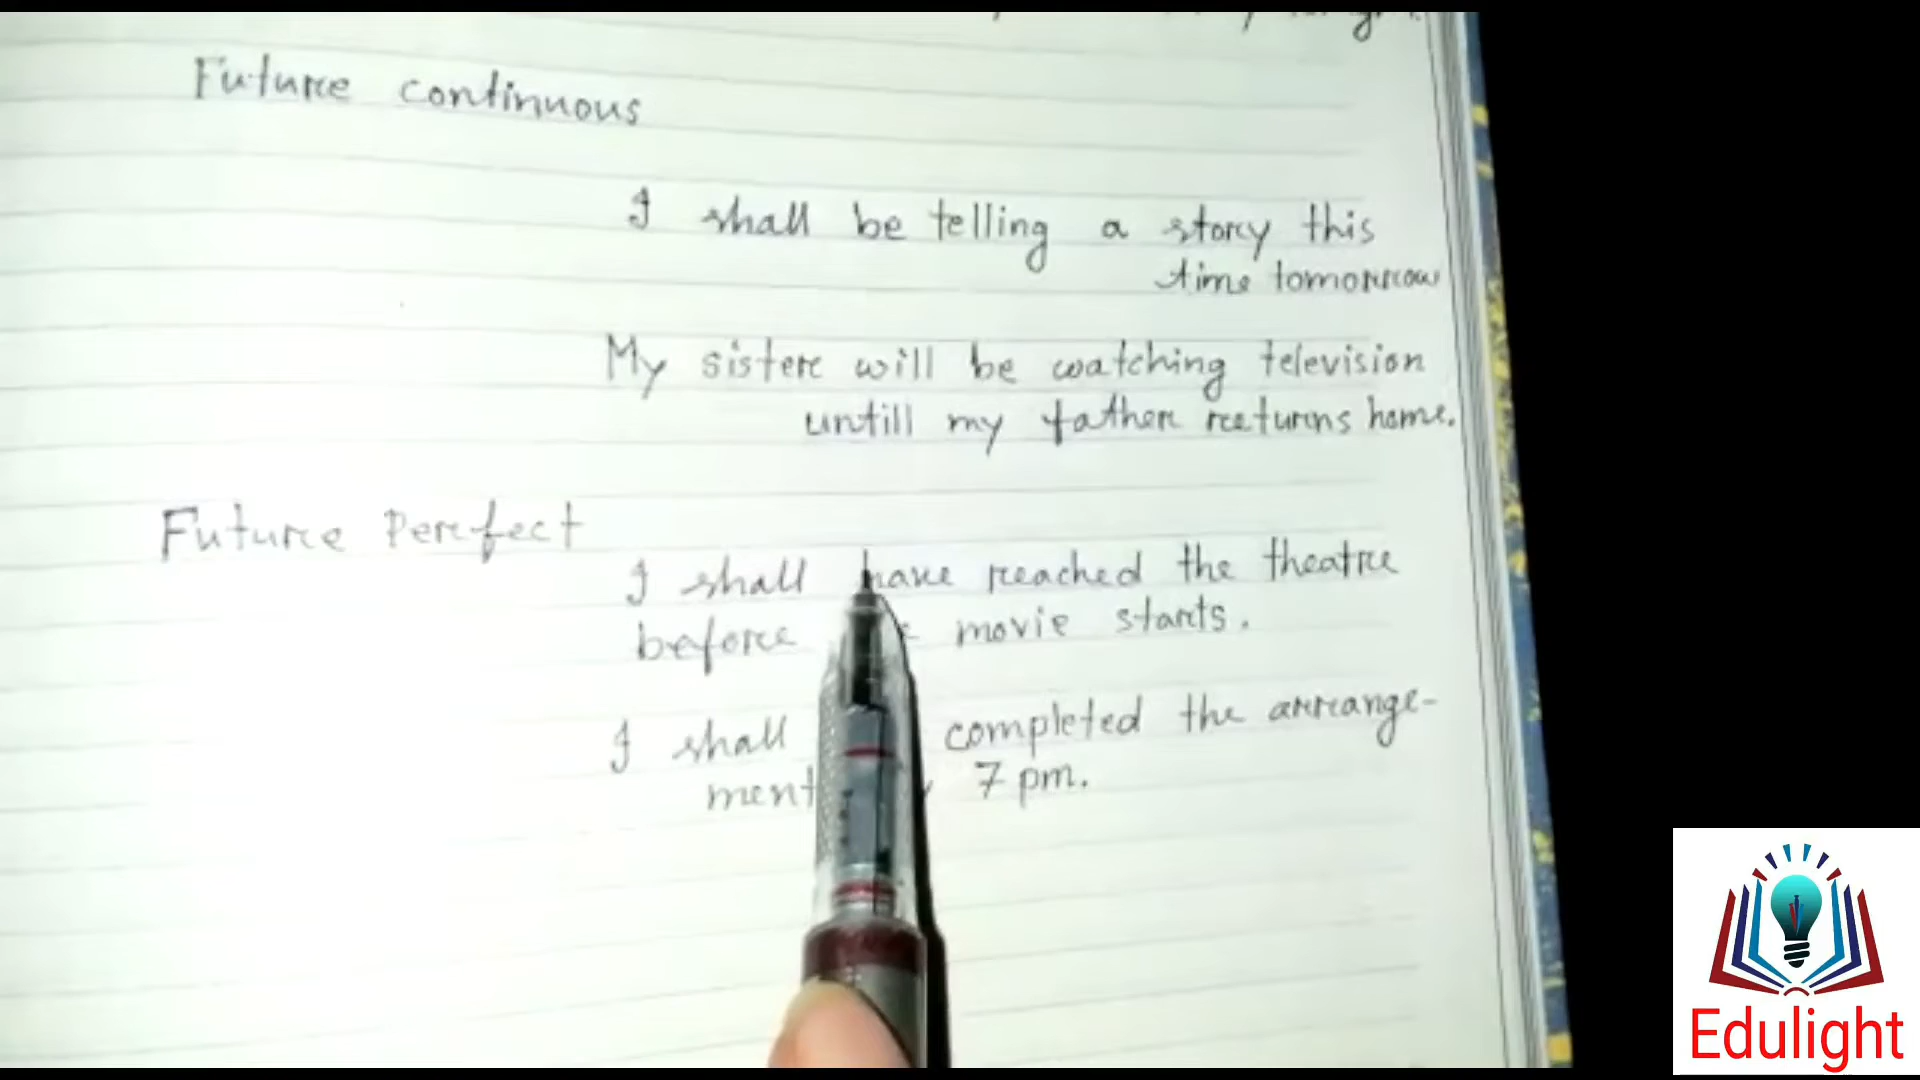 Future continuous
I shall be telling a story this
time tomorrow
My sister will be watching television
untill my father returns home.
Future Perfect
I shall have reached the theatre
before movie starts.
I shall completed the arrange-
ment 7 pm.
Edulight